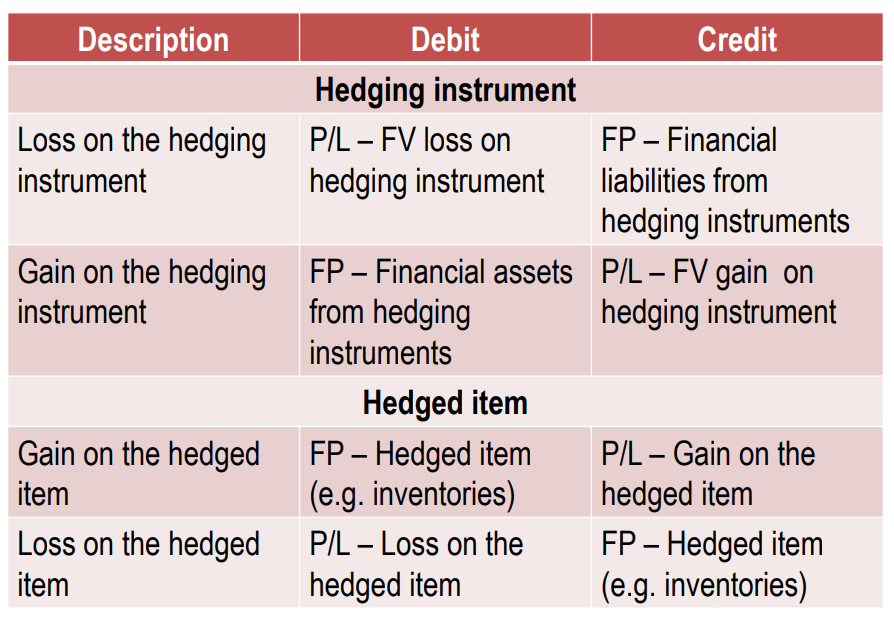 Description Debit Credit
Hedging instrument
Loss on the hedging P/L – FV loss on FP – Financial
instrument hedging instrument liabilities from
hedging instruments
Gain on the hedging FP – Financial assets P/L – FV gain on
instrument from hedging hedging instrument
instruments
Hedged item
Gain on the hedged FP – Hedged item P/L – Gain on the
item (e.g. inventories) hedged item
Loss on the hedged P/L – Loss on the FP – Hedged item
item hedged item (e.g. inventories)